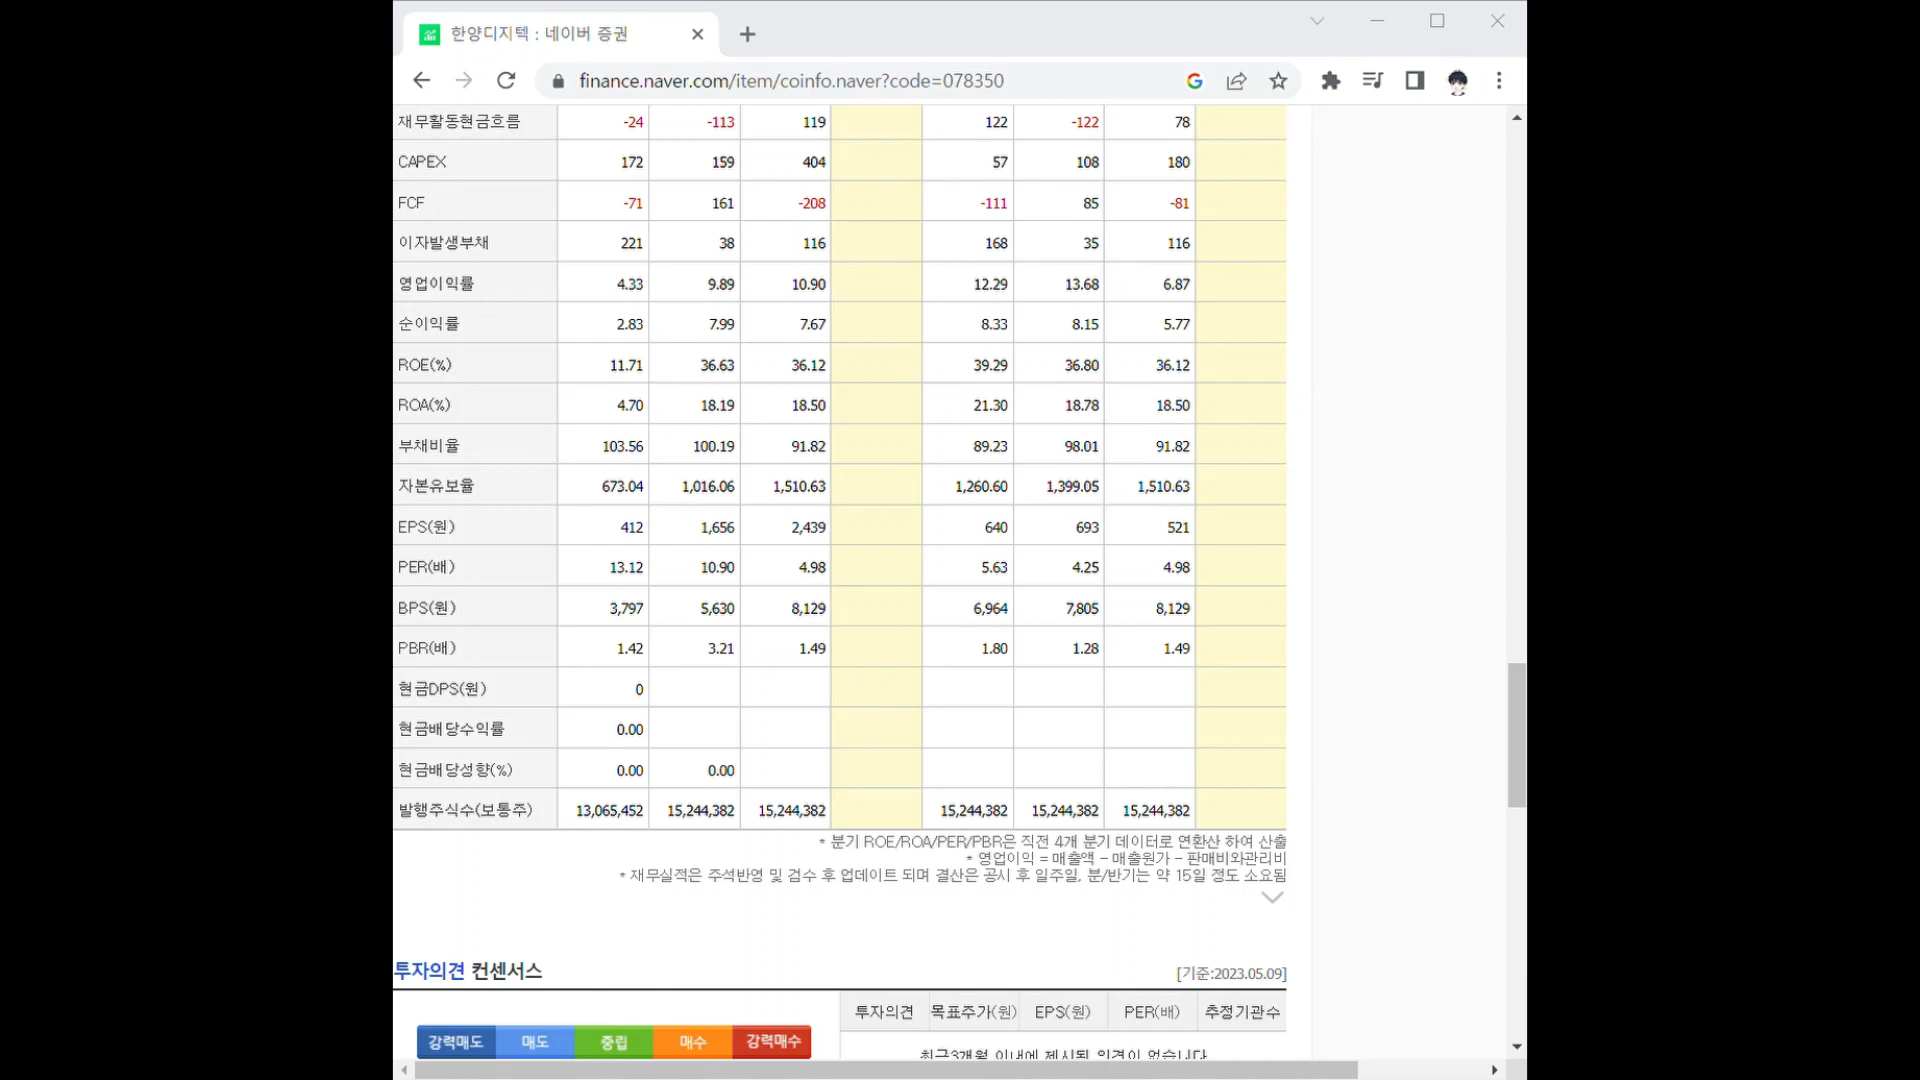 한양디지텍 : 네이버 증권
finance.naver.com/item/coinfo.naver?code=078350
재무활동현금흐름 -24 -113 119 122 -122 78
CAPEX 172 159 404 57 108 180
FCF -71 161 -208 -111 85 -81
이자발생부채 221 38 116 168 35 116
영업이익률 4.33 9.89 10.90 12.29 13.68 6.87
순이익률 2.83 7.99 7.67 8.33 8.15 5.77
ROE(%) 11.71 36.63 36.12 39.29 36.80 36.12
ROA(%) 4.70 18.19 18.50 21.30 18.78 18.50
부채비율 103.56 100.19 91.82 89.23 98.01 91.82
자본유보율 673.04 1,016.06 1,510.63 1,260.60 1,399.05 1,510.63
EPS(원) 412 1,656 2,439 640 693 521
PER(배) 13.12 10.90 4.98 5.63 4.25 4.98
BPS(원) 3,797 5,630 8,129 6,964 7,805 8,129
PBR(배) 1.42 3.21 1.49 1.80 1.28 1.49
현금DPS(원) 0
현금배당수익률 0.00
현금배당성향(%) 0.00 0.00
발행주식수(보통주) 13,065,452 15,244,382 15,244,382 15,244,382 15,244,382 15,244,382
* 분기 ROE/ROA/PER/PBR은 직전 4개 분기 데이터로 연환산 하여 산출
* 영업이익 = 매출액 - 매출원가 - 판매비와관리비
* 재무실적은 주석반영 및 검수 후 업데이트 되며 결산은 공시 후 일주일, 분/반기는 약 15일 정도 소요됨
투자의견 컨센서스 [기준:2023.05.09]
투자의견 목표주가(원) EPS(원) PER(배) 추정기관수
강력매도 매도 중립 매수 강력매수
최근3개월 이내에 제시된 의견이 없습니다